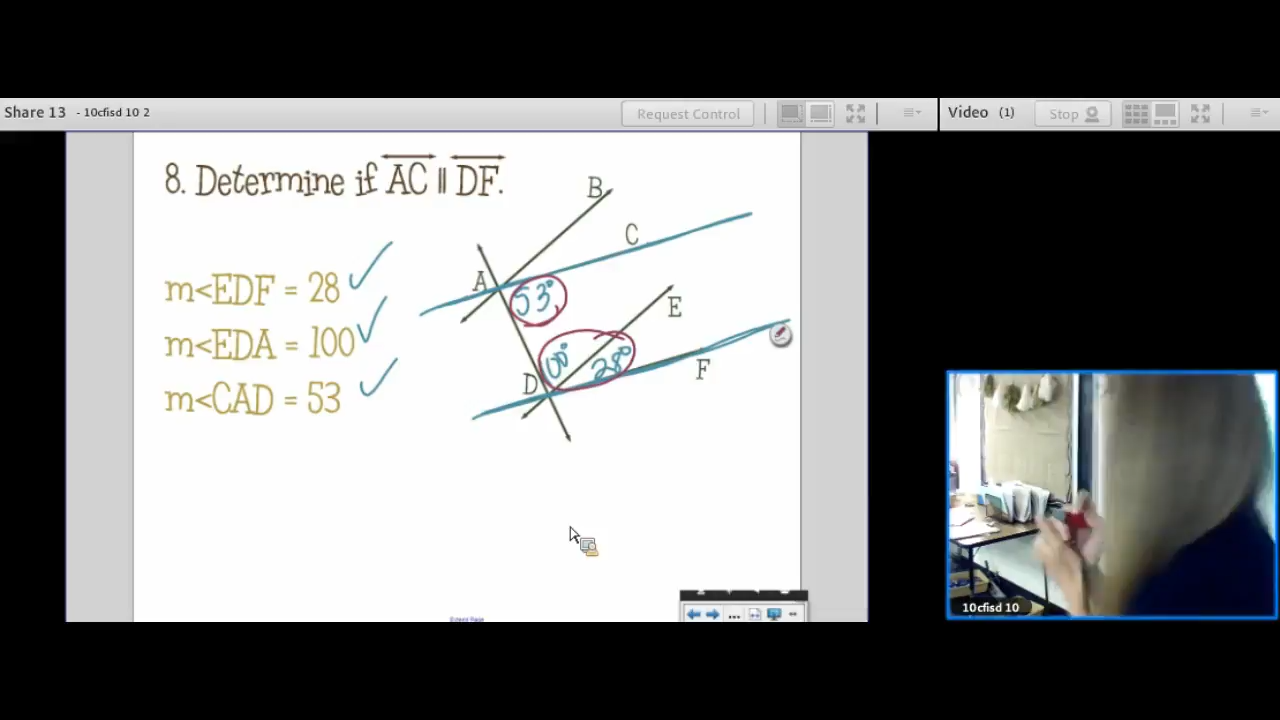 Share 13 - 10cfisd 10 2
Request Control
Video (1)
Stop
8. Determine if AC || DF.
B
C
A
53°
E
m<EDF = 28
m<EDA = 100
m<CAD = 53
00°
28°
D
F
10cfisd 10